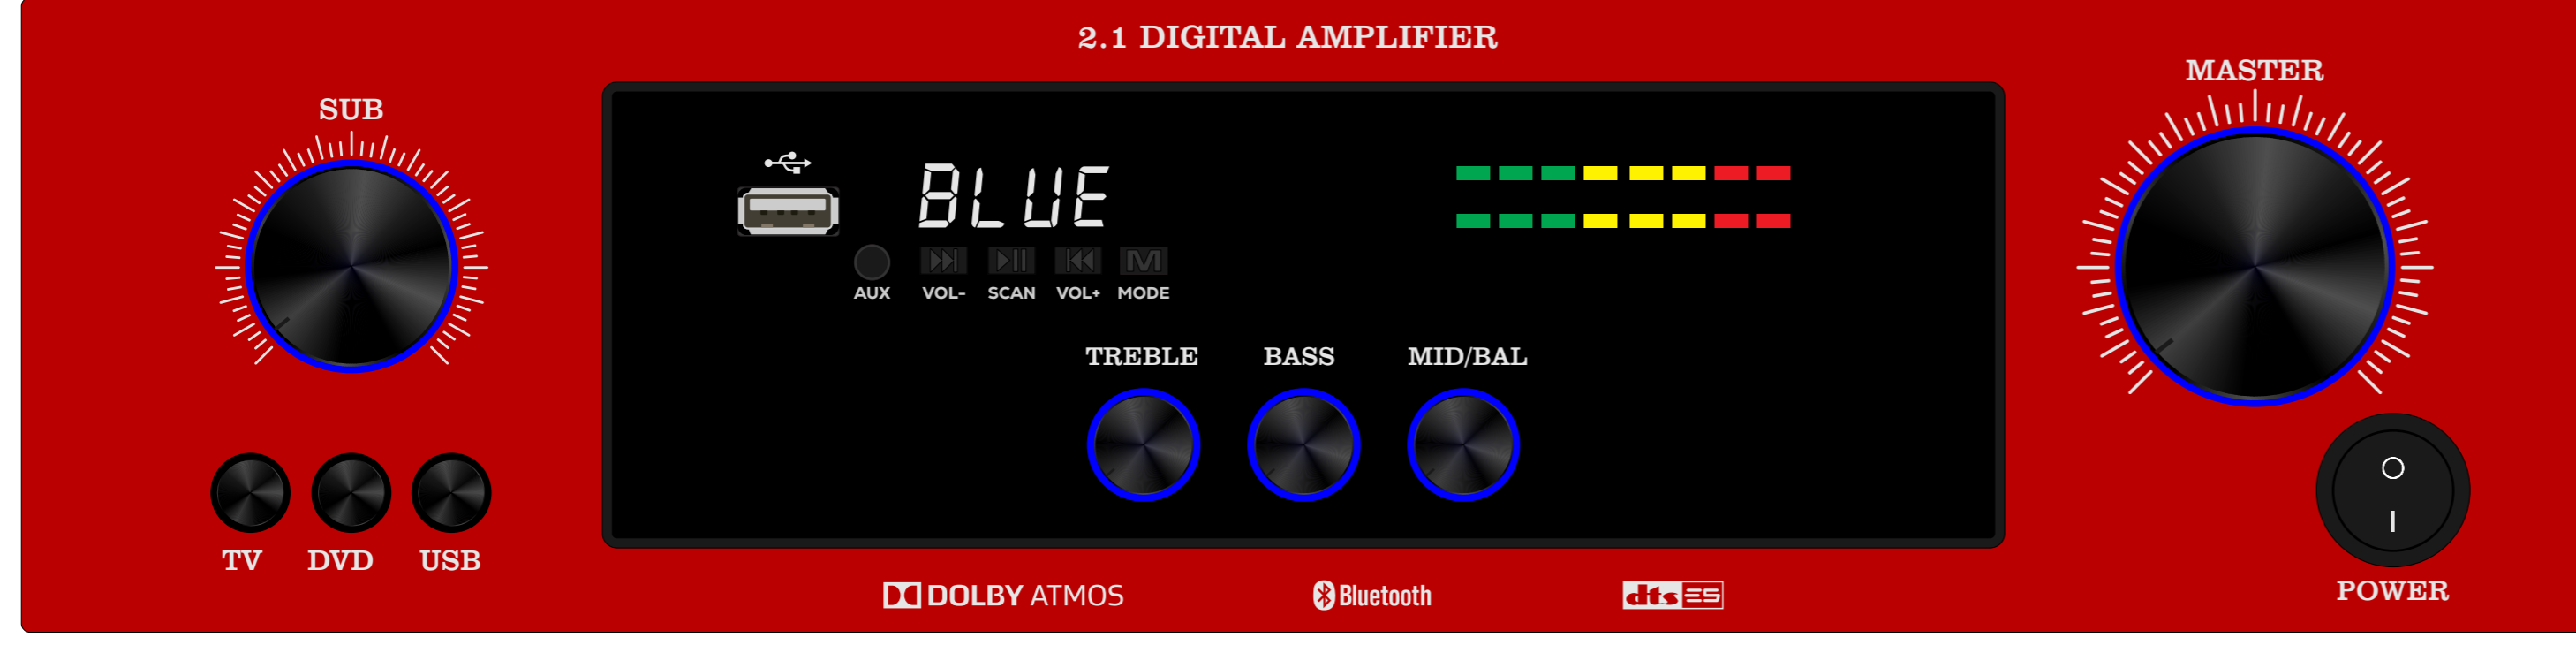 2.1 DIGITAL AMPLIFIER
MASTER
SUB
BLUE
M
AUX VOL- SCAN VOL+ MODE
TREBLE BASS MID/BAL
TV DVD USB
DOLBY ATMOS
Bluetooth
dts ES
POWER